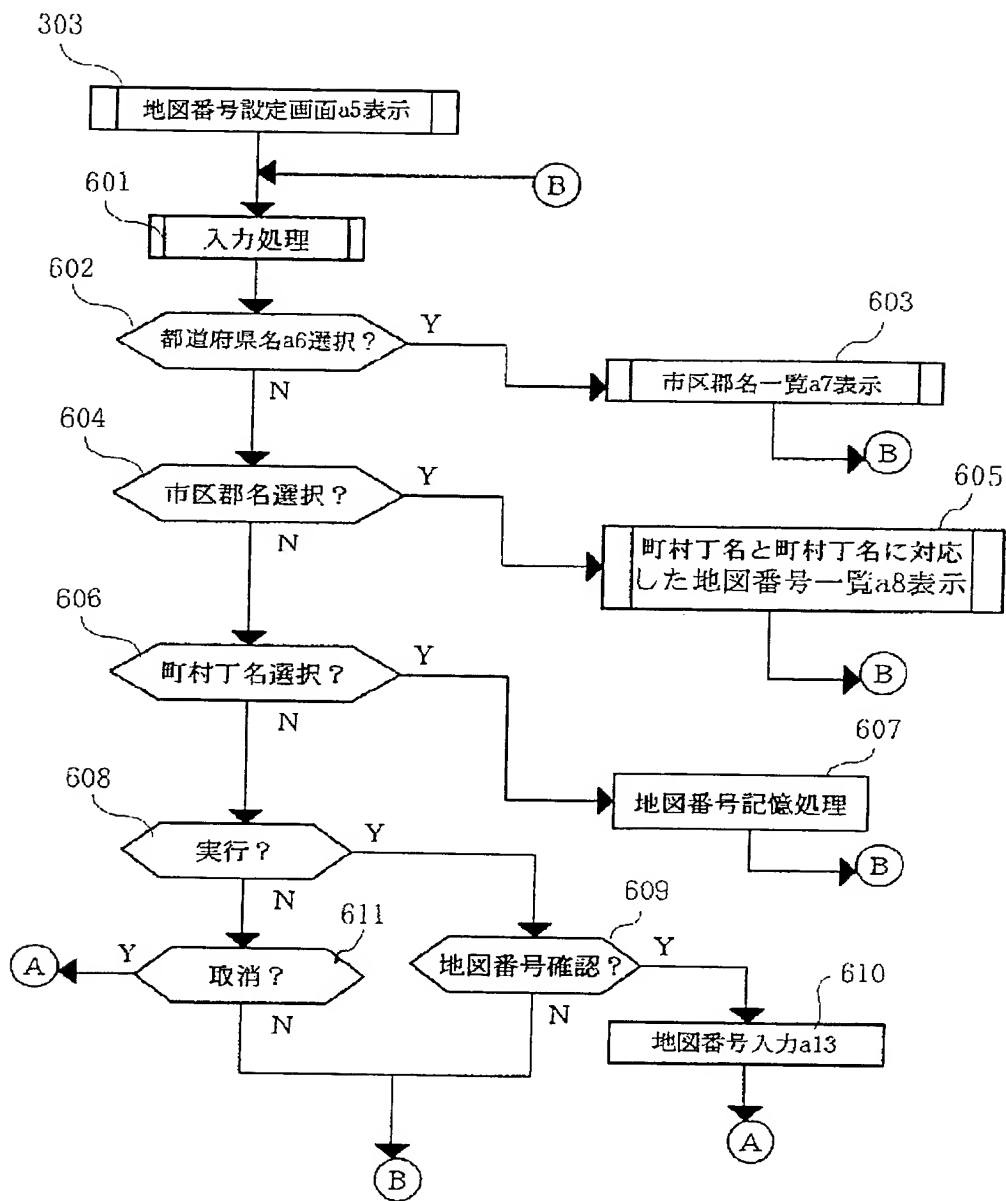 303
地図番号設定画面a5表示
B
601
入力処理
602
都道府県名a6選択?
Y
N
603
市区郡名一覧a7表示
B
604
市区郡名選択?
Y
N
605
町村丁名と町村丁名に対応
した地図番号一覧a8表示
B
606
町村丁名選択?
Y
N
607
地図番号記憶処理
B
608
実行?
Y
N
609
地図番号確認?
Y
N
611
取消?
Y
N
A
610
地図番号入力a13
A
B